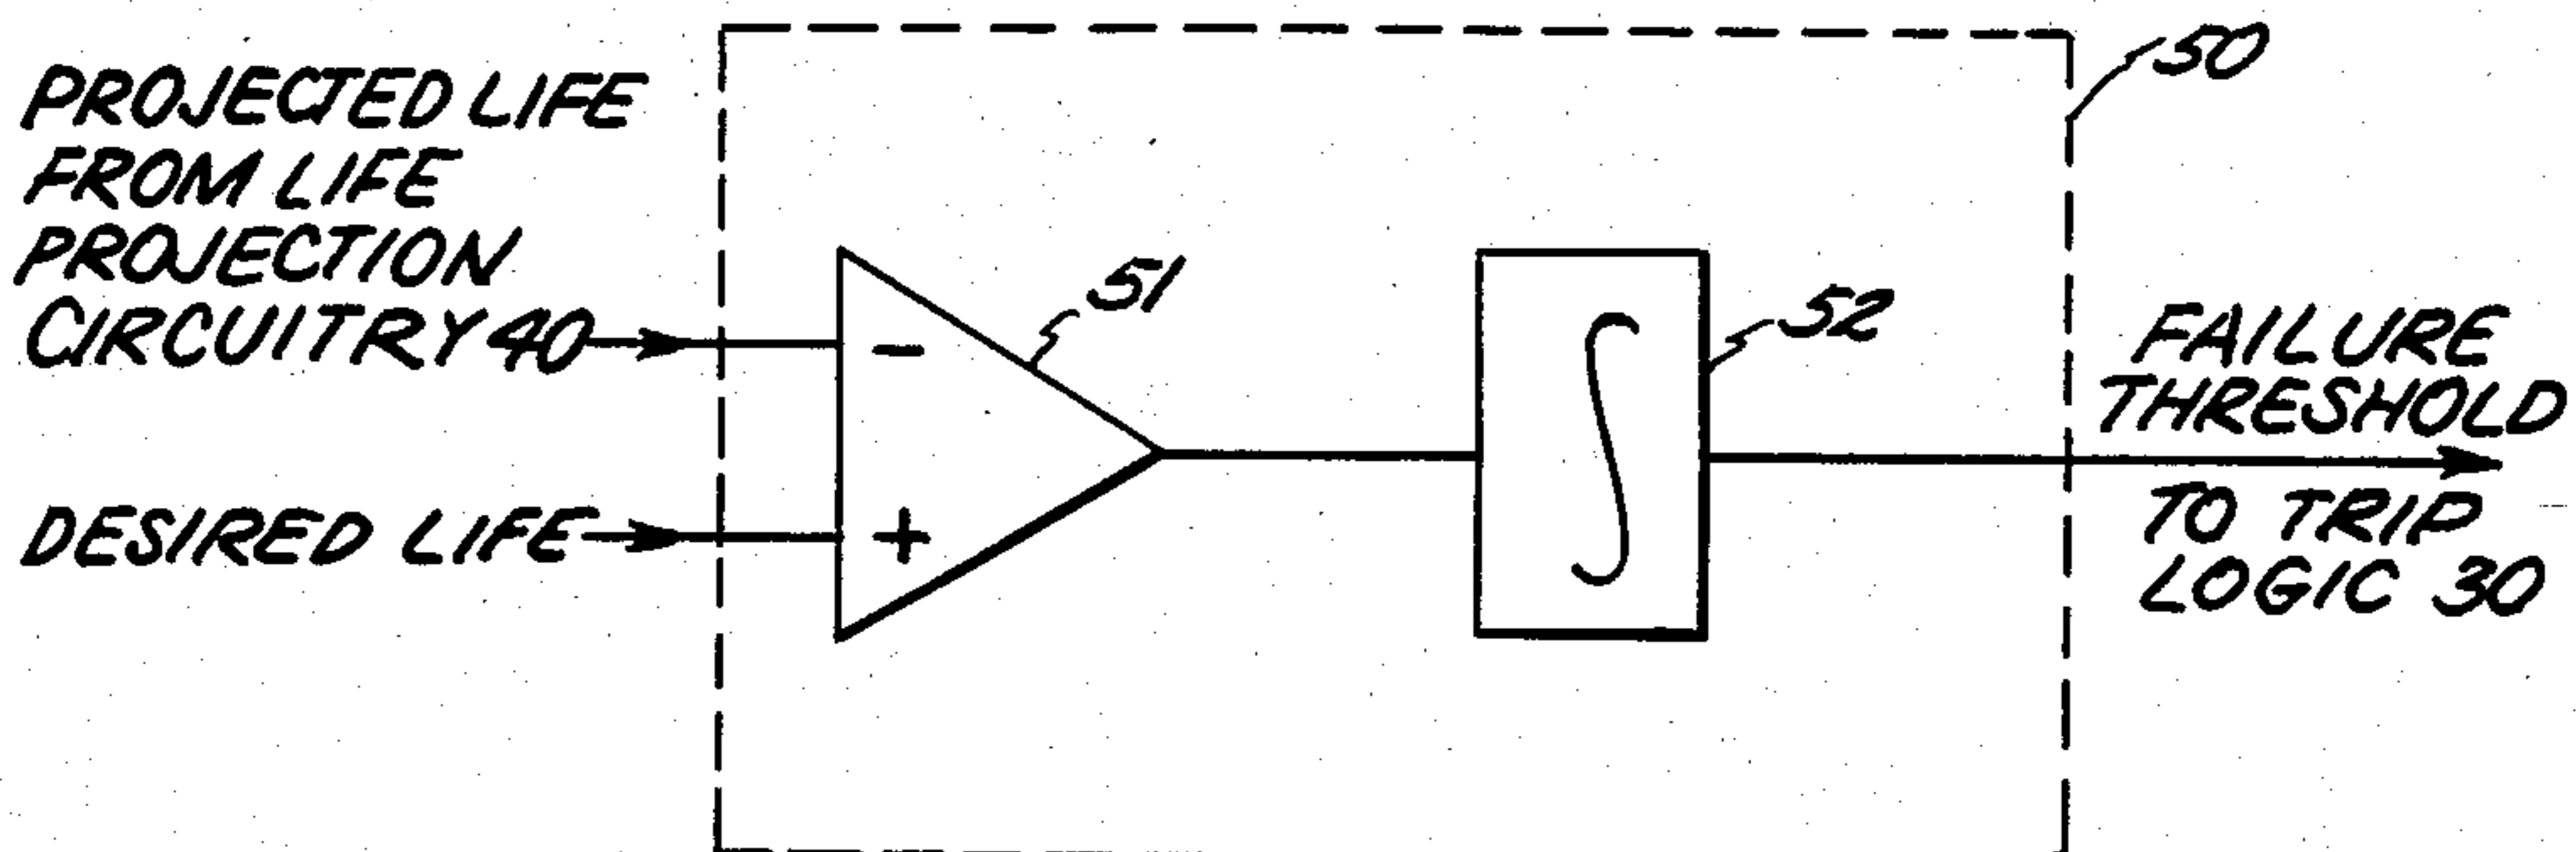 PROJECTED LIFE
FROM LIFE
PROJECTION
CIRCUITRY 40
DESIRED LIFE
-
+
51
∫
52
50
FAILURE
THRESHOLD
TO TRIP
LOGIC 30